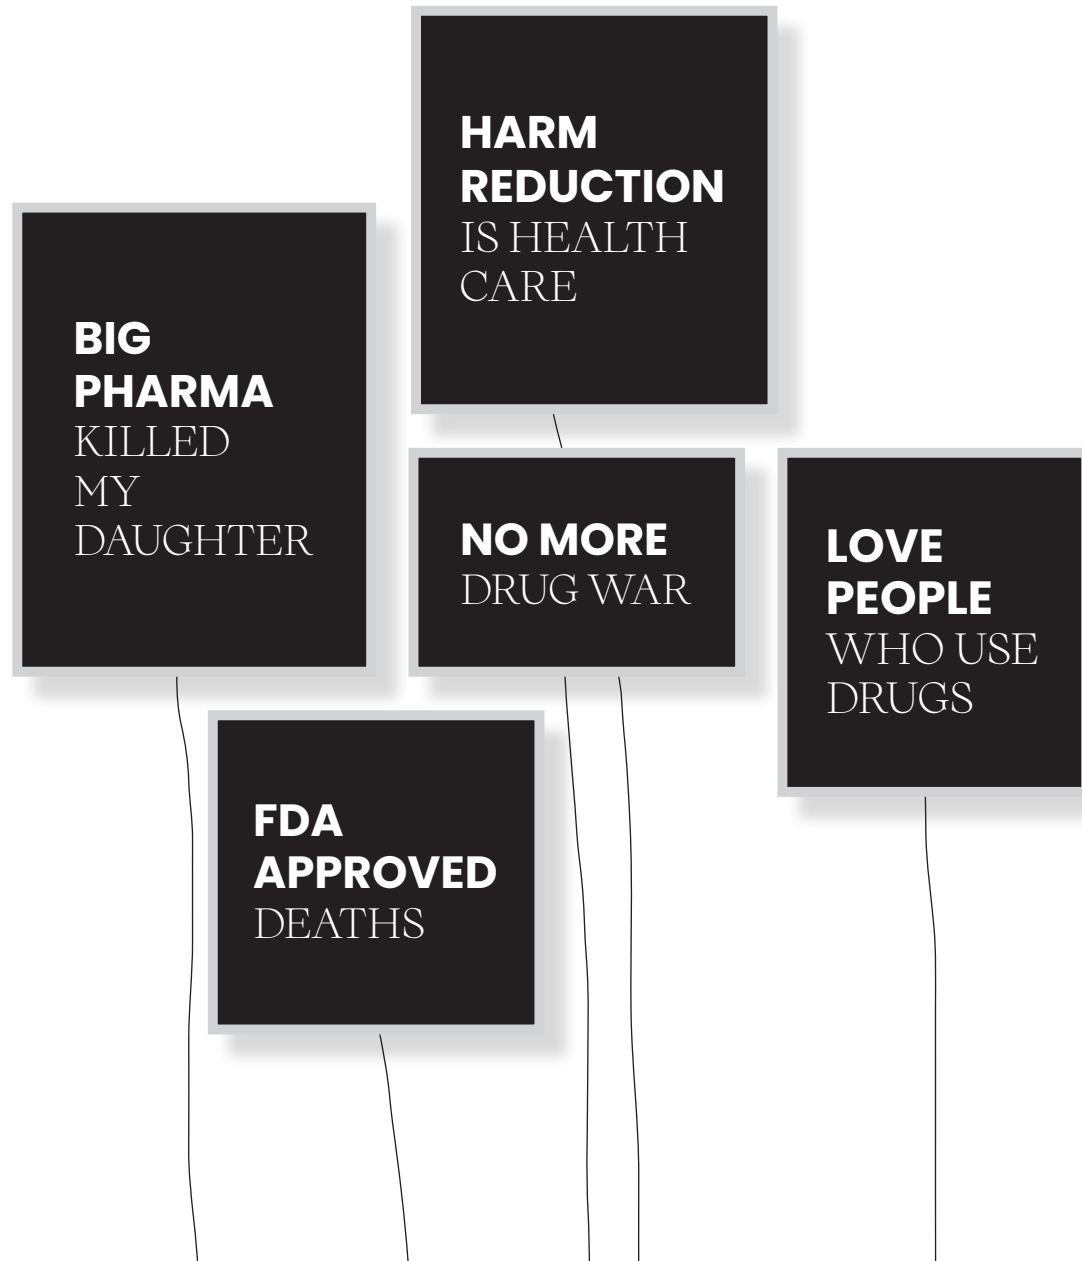 HARM
REDUCTION
IS HEALTH
CARE
BIG
PHARMA
KILLED
MY
DAUGHTER
NO MORE
DRUG WAR
LOVE
PEOPLE
WHO USE
DRUGS
FDA
APPROVED
DEATHS